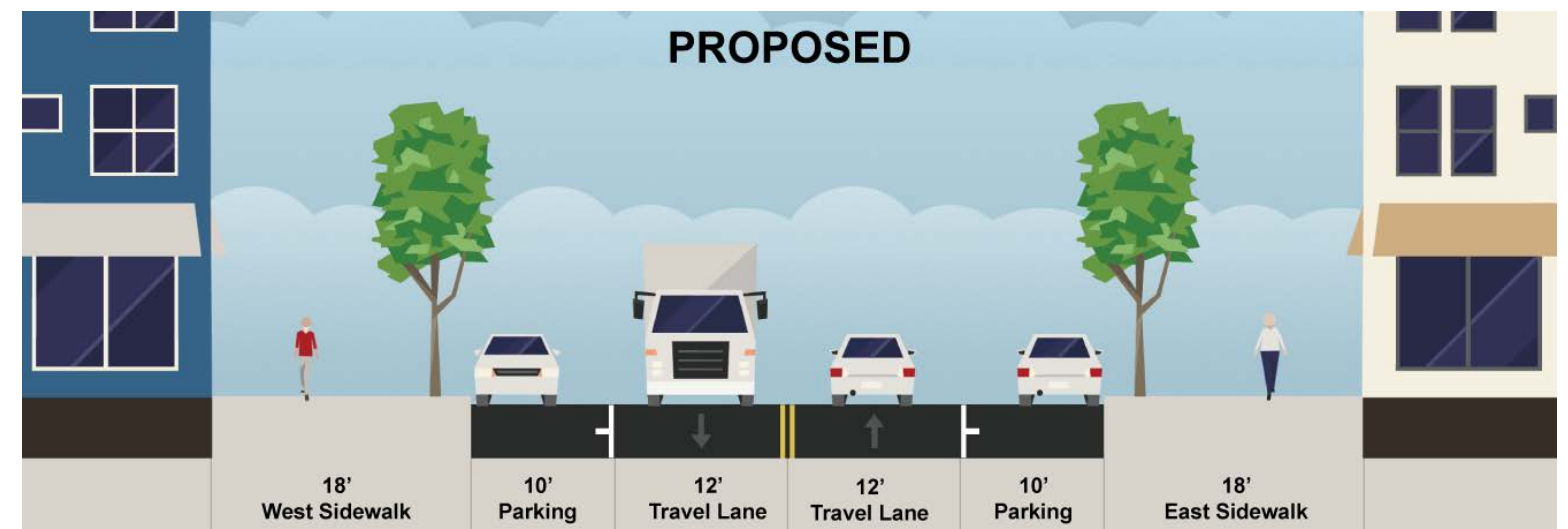 PROPOSED
18’
West Sidewalk
10’
Parking
12’
Travel Lane
12’
Travel Lane
10’
Parking
18’
East Sidewalk